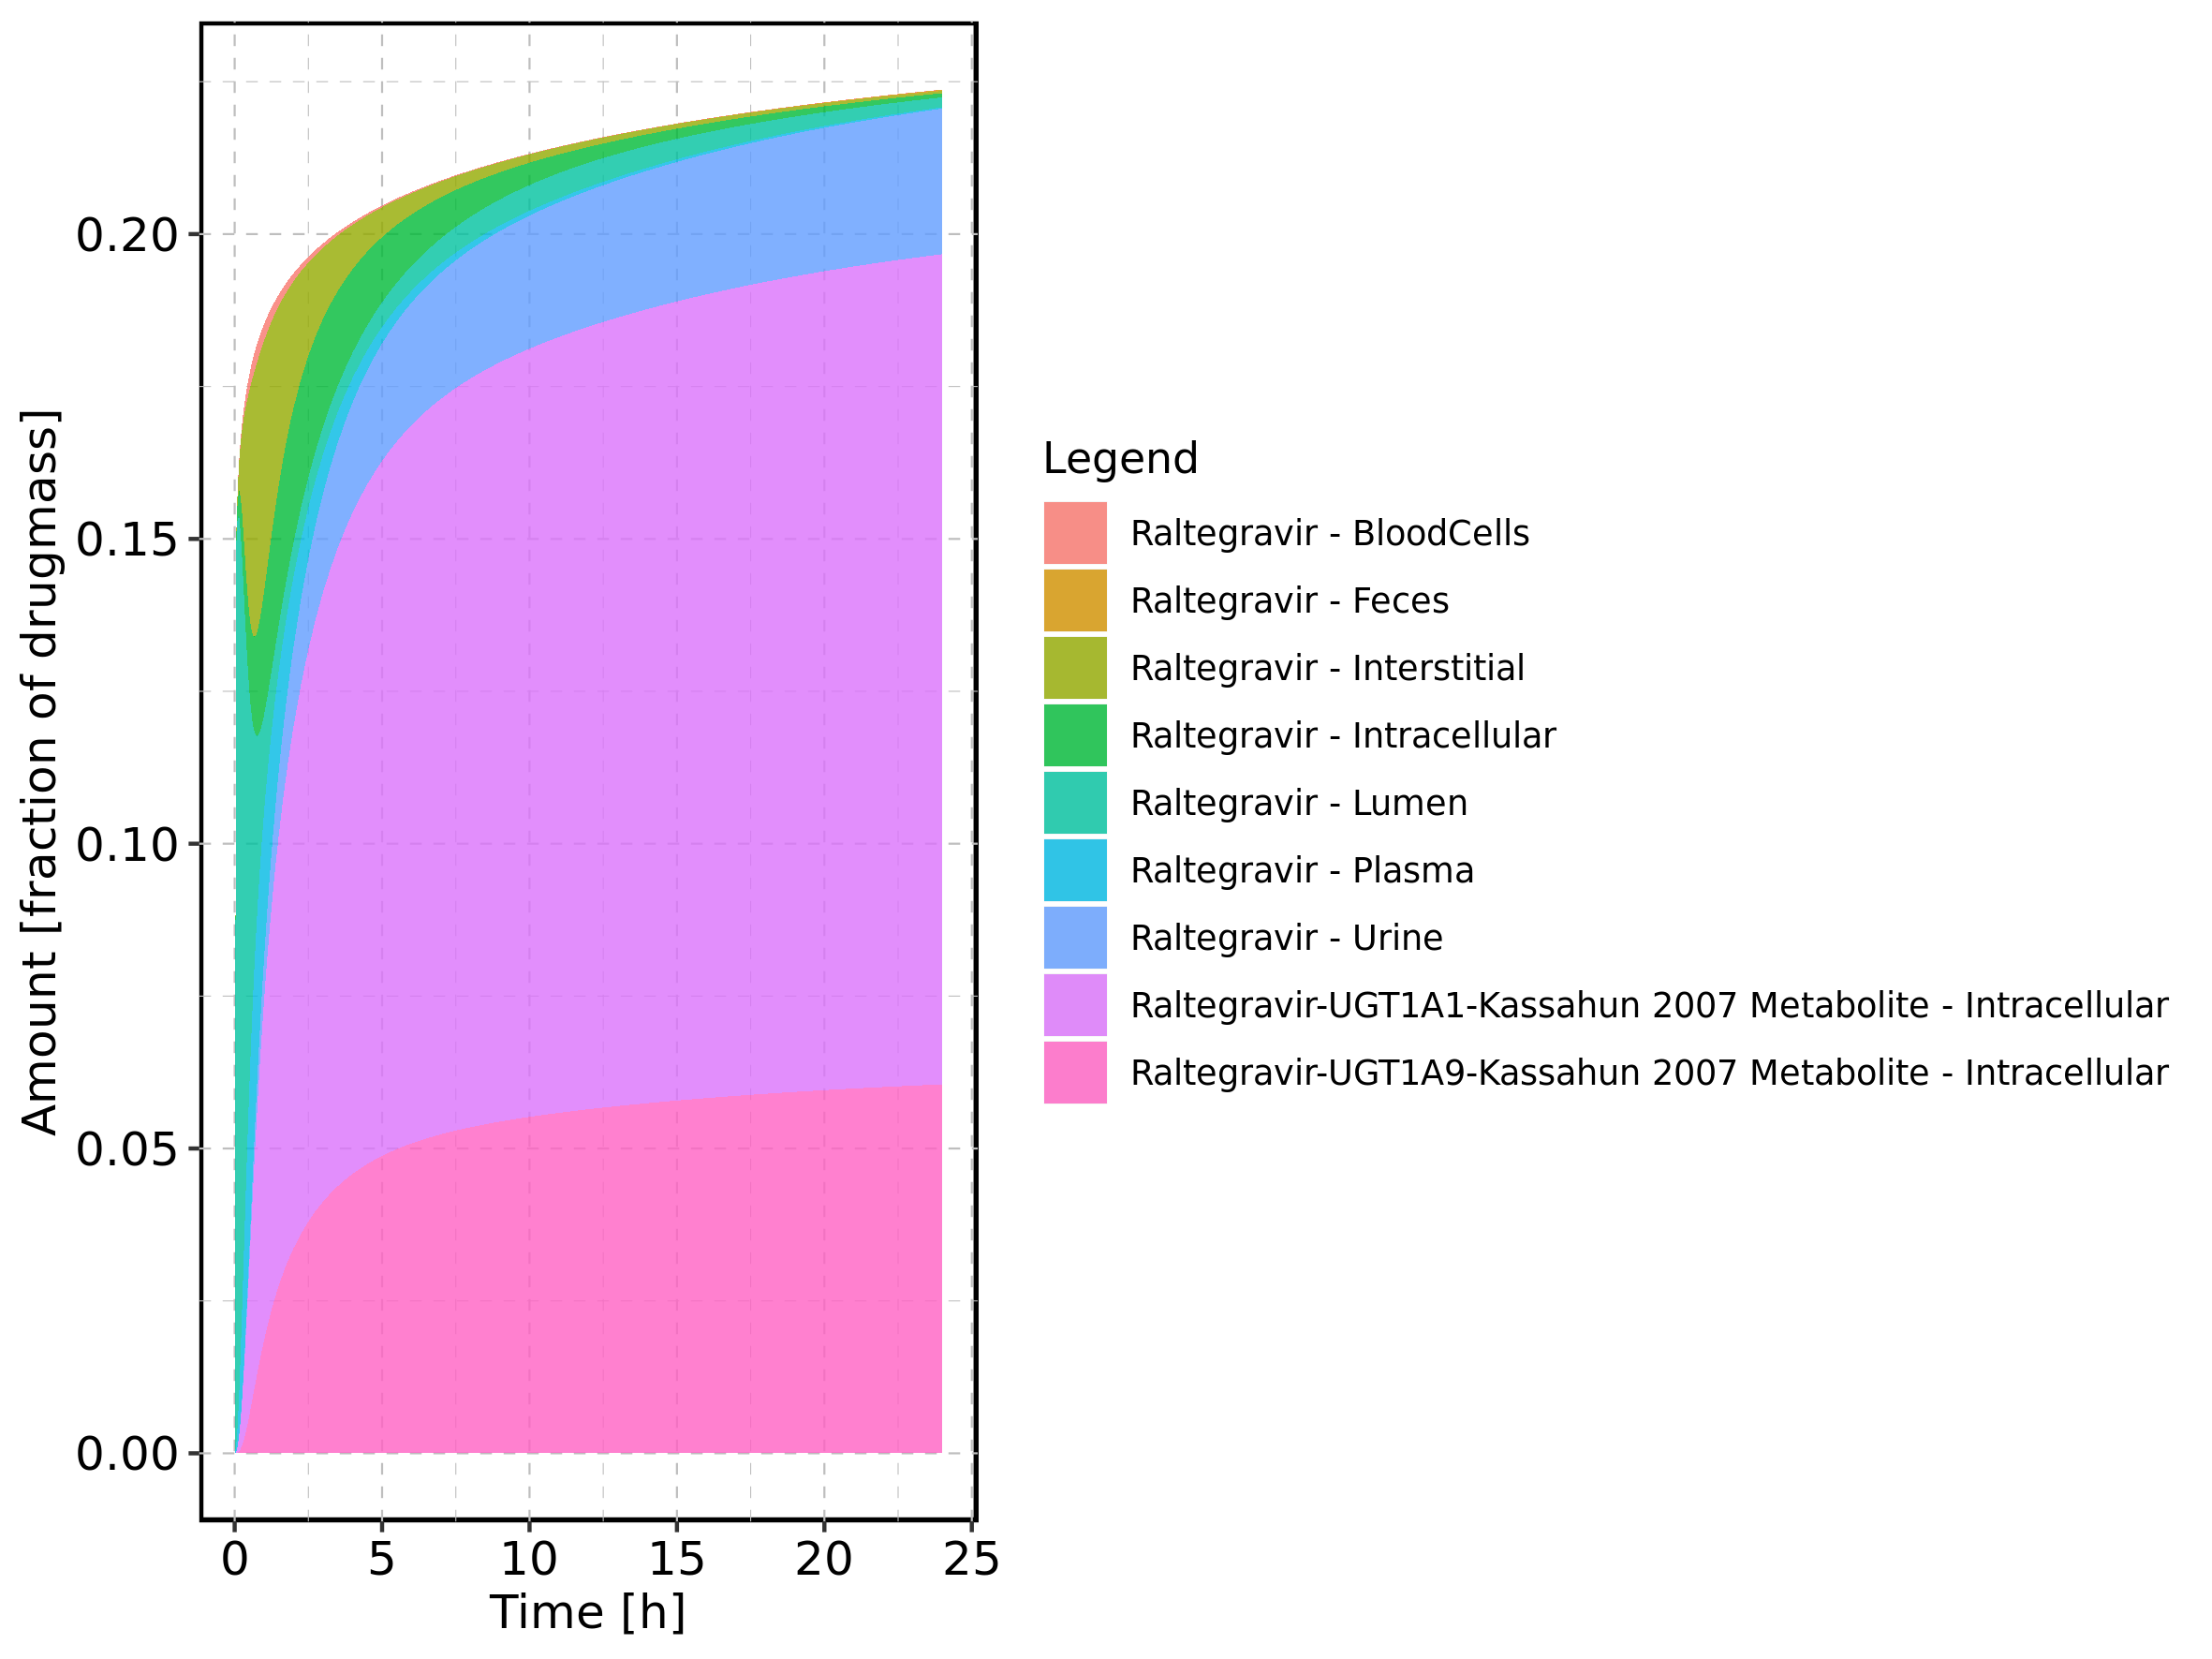 Amount [fraction of drugmass]
0.20
0.15
0.10
0.05
0.00
0 5 10 15 20 25
Time [h]
Legend
Raltegravir - BloodCells
Raltegravir - Feces
Raltegravir - Interstitial
Raltegravir - Intracellular
Raltegravir - Lumen
Raltegravir - Plasma
Raltegravir - Urine
Raltegravir-UGT1A1-Kassahun 2007 Metabolite - Intracellular
Raltegravir-UGT1A9-Kassahun 2007 Metabolite - Intracellular